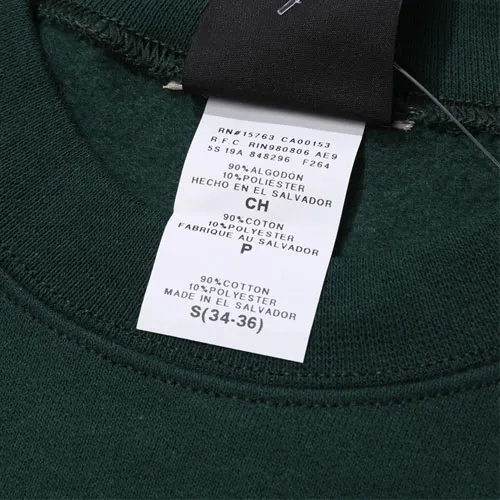 RN#15763 CA00153
R.F.C. RIN980806 AE9
5S 19A 848296 F264
90%ALGODON
10%POLIESTER
HECHO EN EL SALVADOR
CH
90%COTON
10%POLYESTER
FABRIQUE AU SALVADOR
P
90%COTTON
10%POLYESTER
MADE IN EL SALVADOR
S(34-36)